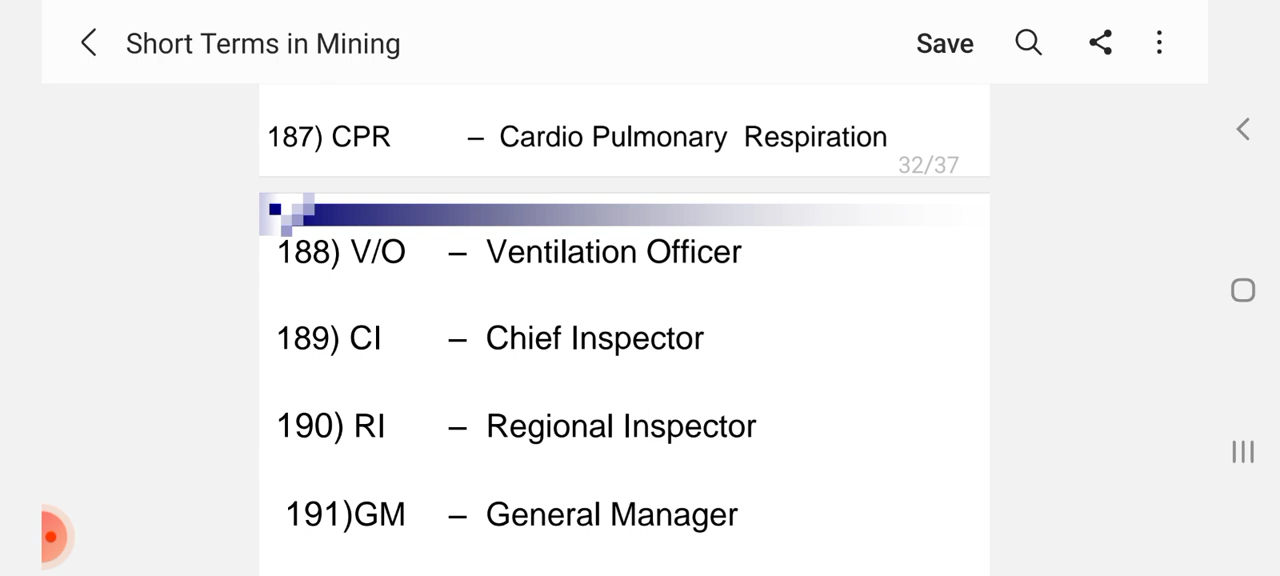 Short Terms in Mining
Save
187) CPR – Cardio Pulmonary Respiration
32/37
188) V/O – Ventilation Officer
189) CI – Chief Inspector
190) RI – Regional Inspector
191)GM – General Manager